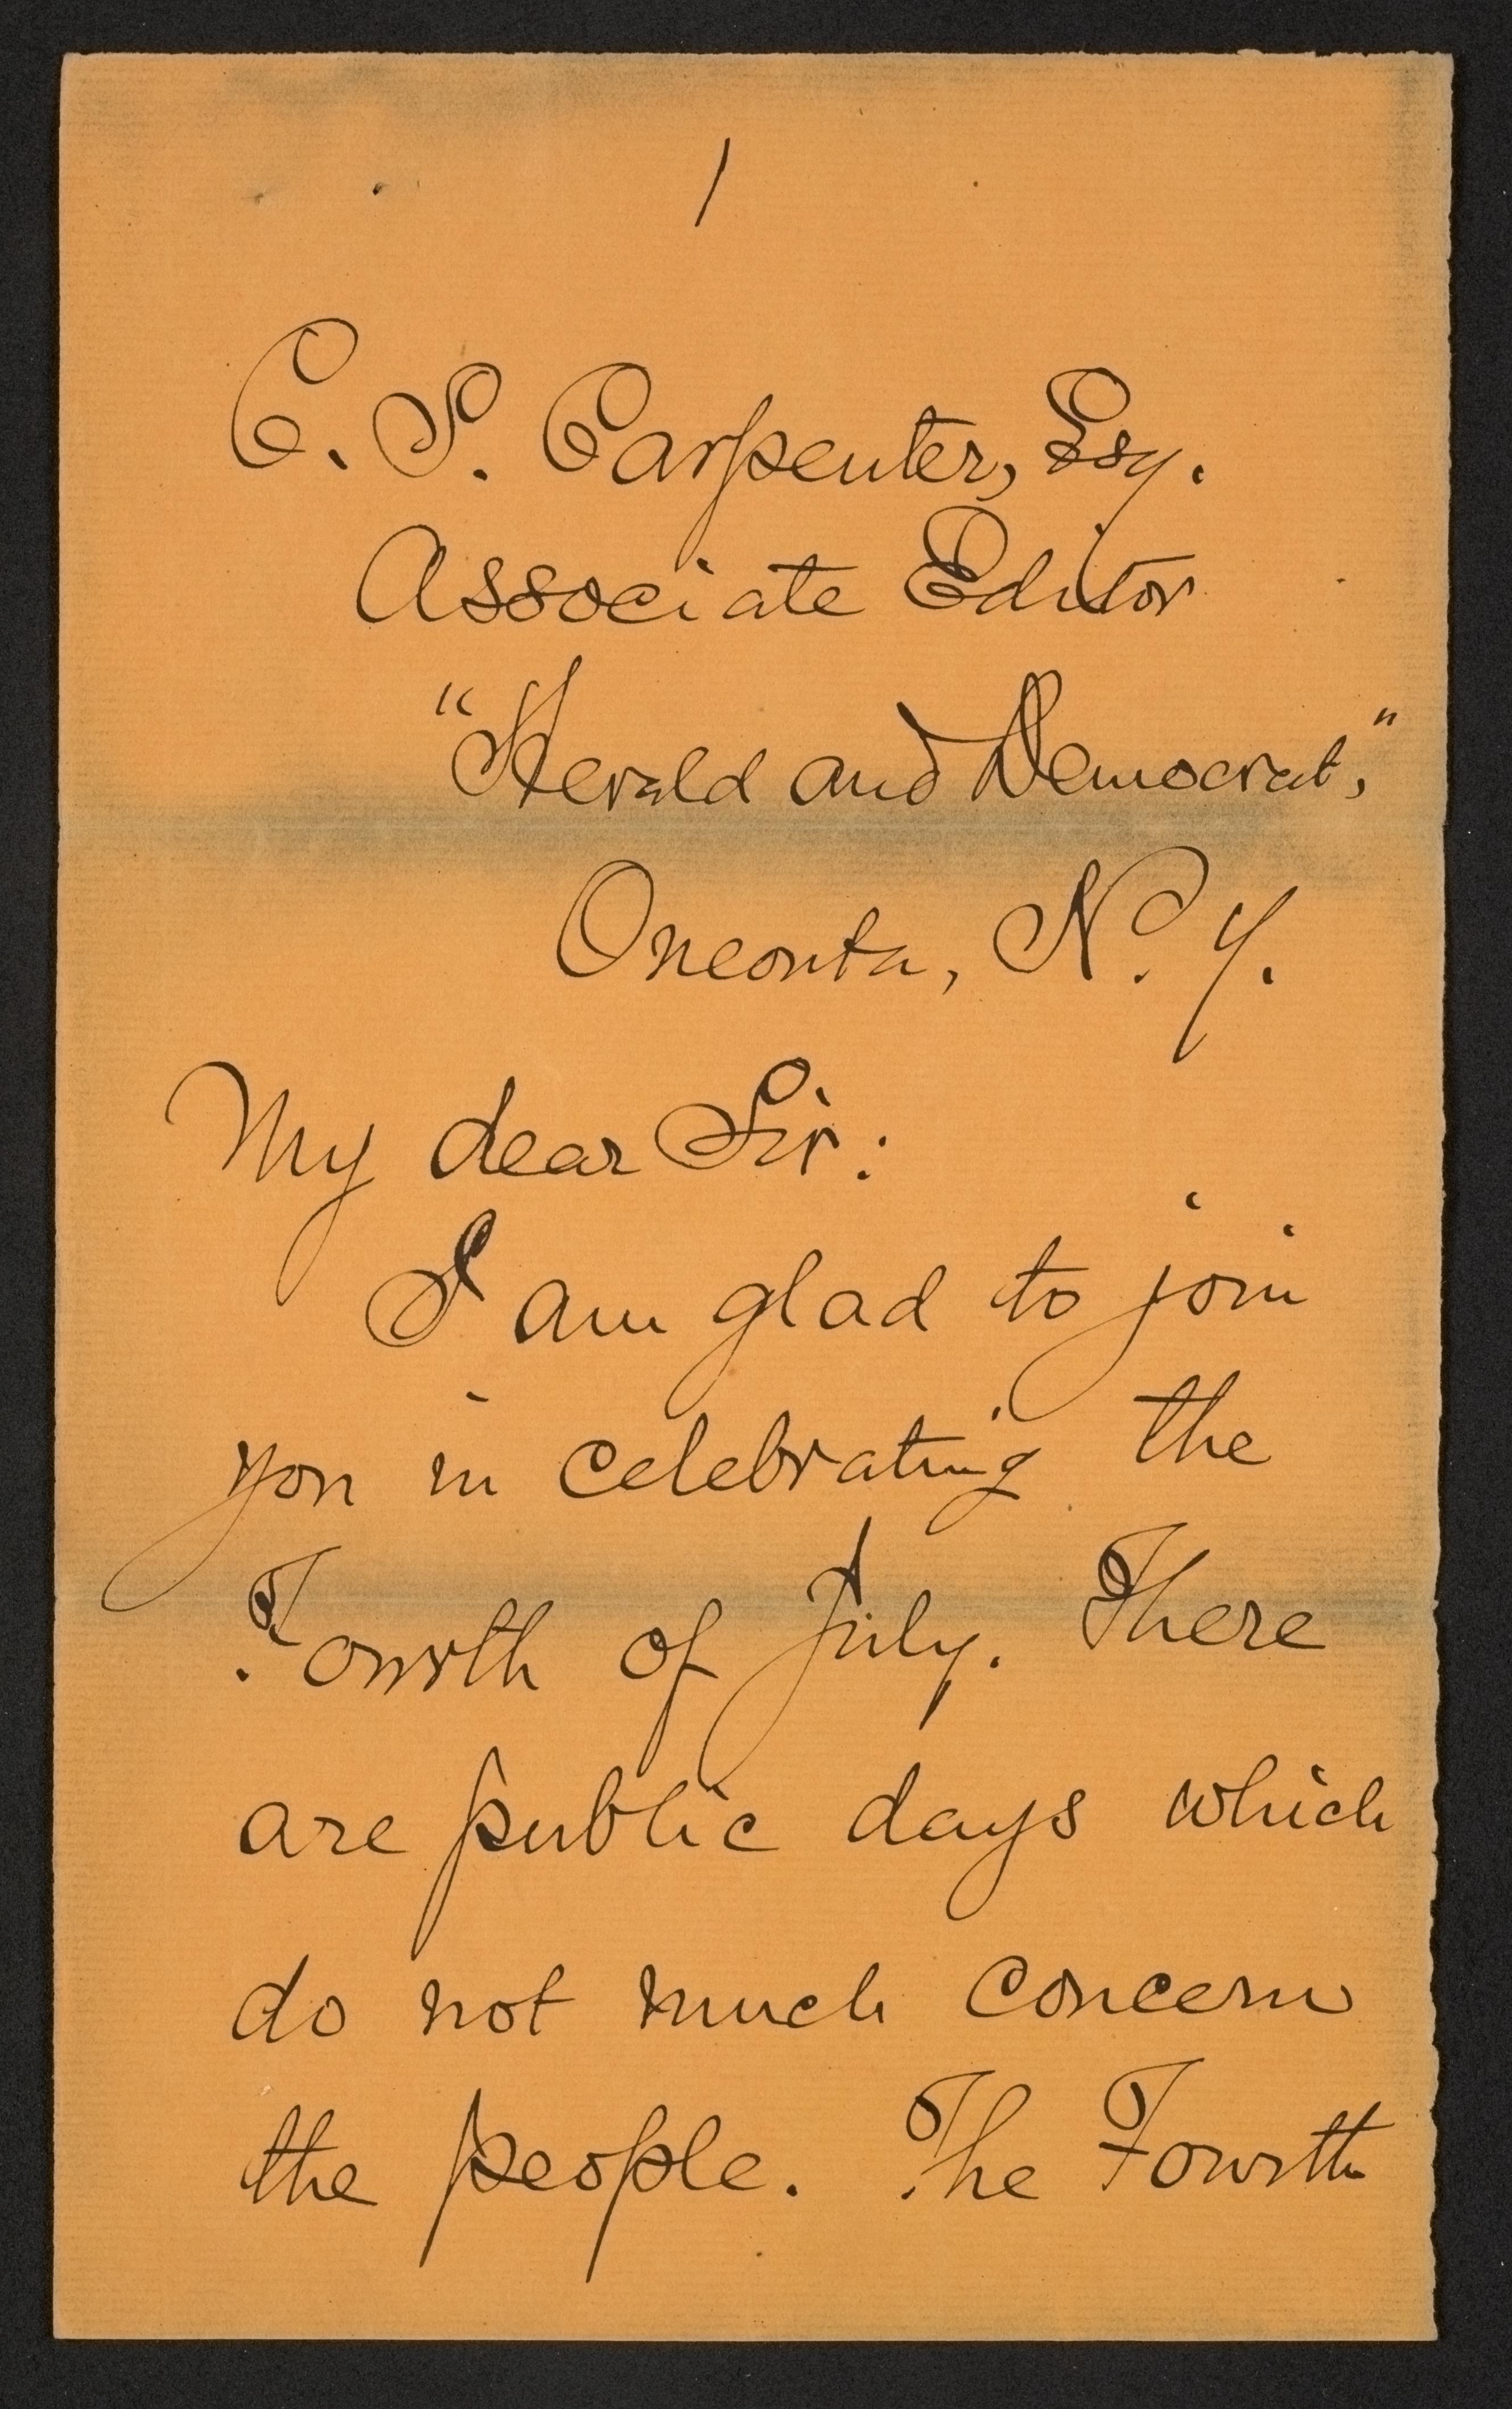 1
C. S. Carpenter, Esq.
Associate Editor
"Herald and Democrat,"
Oneonta, N. Y.
My dear Sir:
I am glad to join
you in celebrating the
Fourth of July. There
are public days which
do not much concern
the people. The Fourth